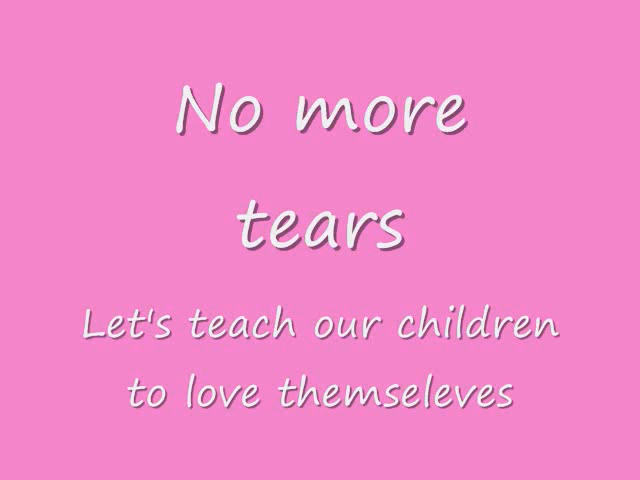 No more
tears
Let's teach our children
to love themseleves